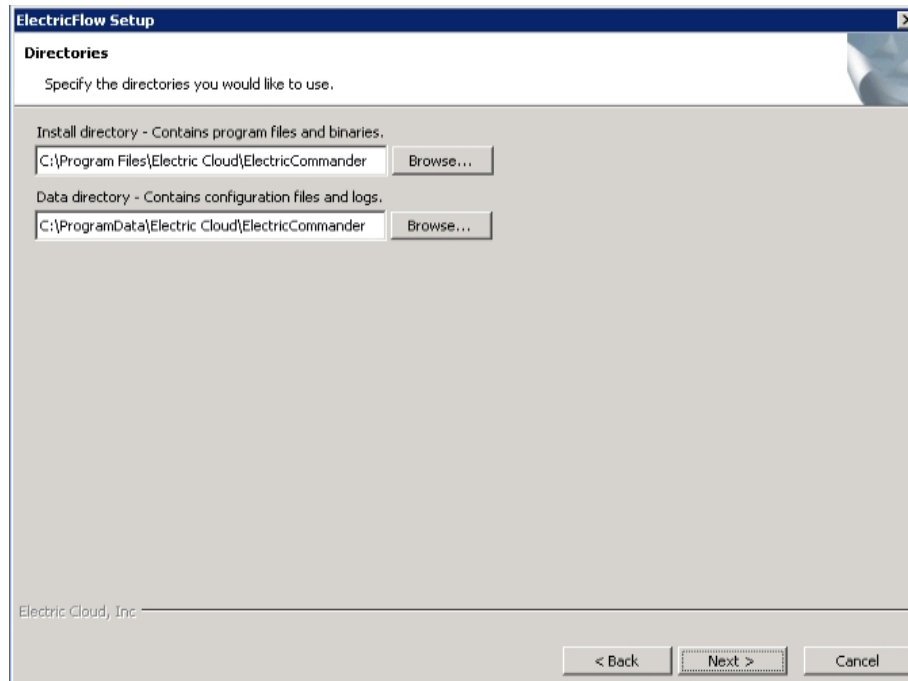 ElectricFlow Setup
Directories
Specify the directories you would like to use.
Install directory - Contains program files and binaries.
C:\Program Files\Electric Cloud\ElectricCommander
Browse...
Data directory - Contains configuration files and logs.
C:\ProgramData\Electric Cloud\ElectricCommander
Browse...
Electric Cloud, Inc
< Back
Next >
Cancel